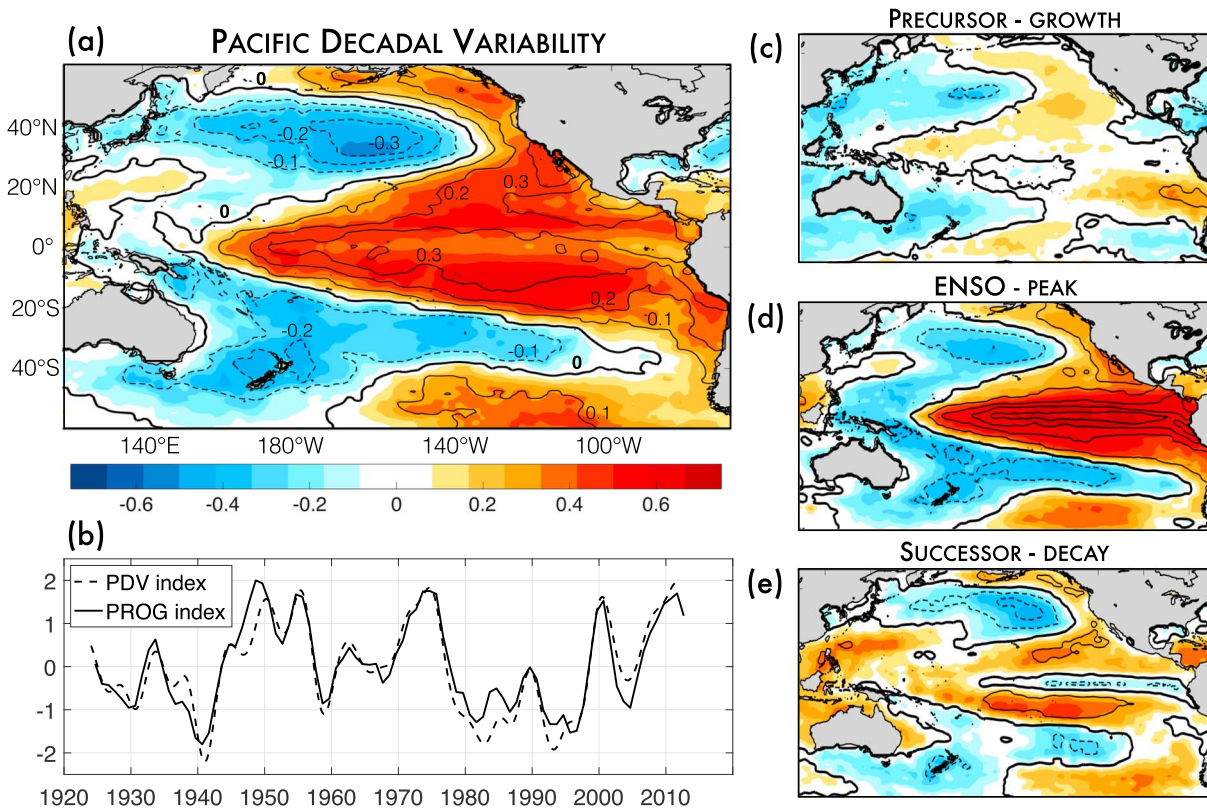 (a) PACIFIC DECADAL VARIABILITY
0
40°N
20°N
0°
20°S
40°S
-0.2
-0.3
-0.1
0
0.3
0.2
0.3
0.2
0.1
-0.2
-0.1
0
0.1
140°E 180°W 140°W 100°W
-0.6 -0.4 -0.2 0 0.2 0.4 0.6
(b)
PDV index
PROG index
2
1
0
-1
-2
1920 1930 1940 1950 1960 1970 1980 1990 2000 2010
PRECURSOR - GROWTH
(c)
ENSO - PEAK
(d)
SUCCESSOR - DECAY
(e)